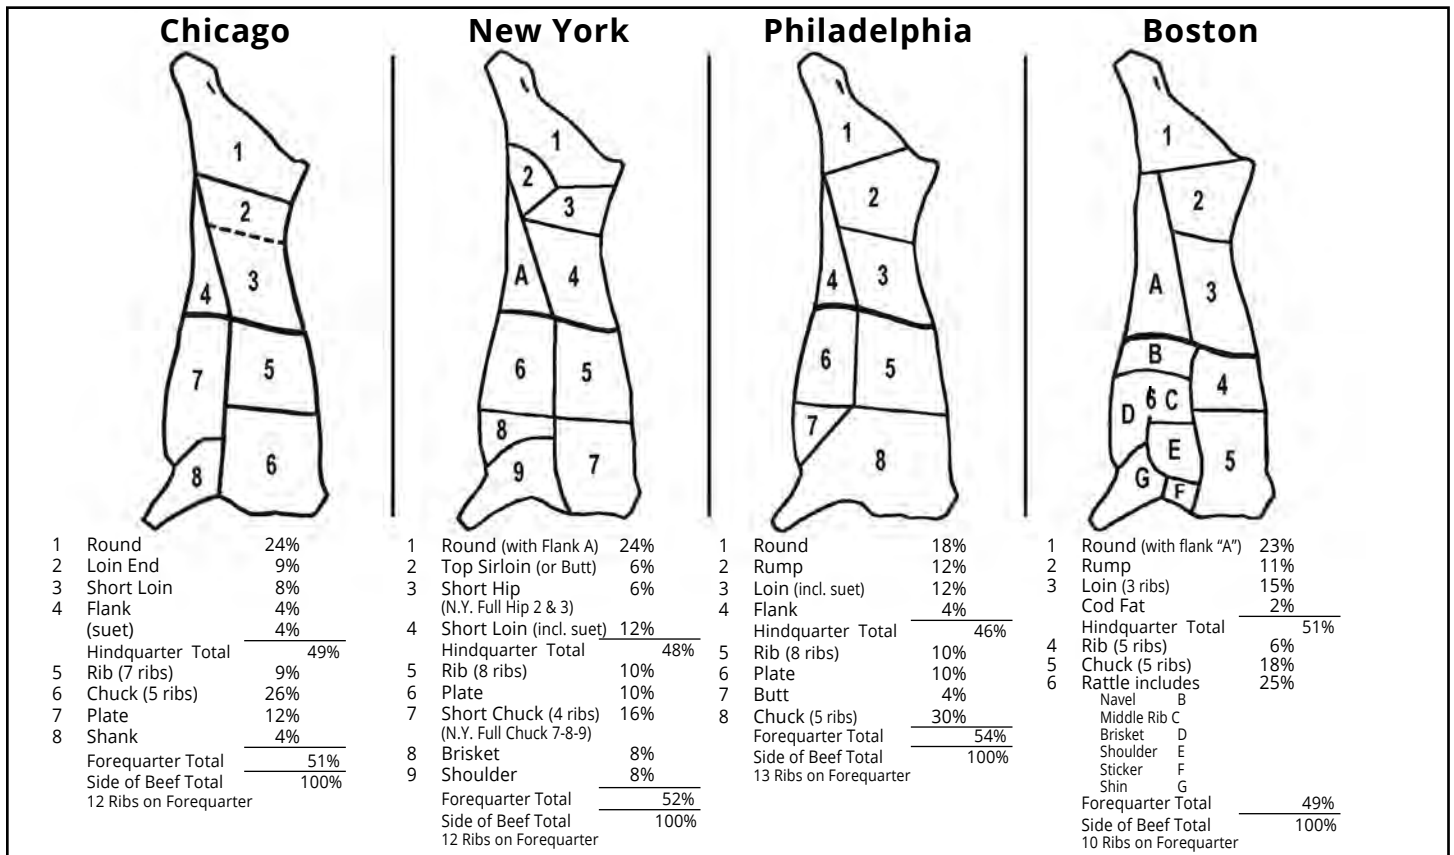 Chicago
1
2
3
4
5
7
6
8
1 Round 24%
2 Loin End 9%
3 Short Loin 8%
4 Flank 4%
(suet) 4%
Hindquarter Total 49%
5 Rib (7 ribs) 9%
6 Chuck (5 ribs) 26%
7 Plate 12%
8 Shank 4%
Forequarter Total 51%
Side of Beef Total 100%
12 Ribs on Forequarter
New York
1
2
3
A 4
6 5
8
9 7
1 Round (with Flank A) 24%
2 Top Sirloin (or Butt) 6%
3 Short Hip 6%
(N.Y. Full Hip 2 & 3)
4 Short Loin (incl. suet) 12%
Hindquarter Total 48%
5 Rib (8 ribs) 10%
6 Plate 10%
7 Short Chuck (4 ribs) 16%
(N.Y. Full Chuck 7-8-9)
8 Brisket 8%
9 Shoulder 8%
Forequarter Total 52%
Side of Beef Total 100%
12 Ribs on Forequarter
Philadelphia
1
2
4 3
6 5
7
8
1 Round 18%
2 Rump 12%
3 Loin (incl. suet) 12%
4 Flank 4%
Hindquarter Total 46%
5 Rib (8 ribs) 10%
6 Plate 10%
7 Butt 4%
8 Chuck (5 ribs) 30%
Forequarter Total 54%
Side of Beef Total 100%
13 Ribs on Forequarter
Boston
1
2
A 3
B
4
D 6 C
E 5
G F
1 Round (with flank “A”) 23%
2 Rump 11%
3 Loin (3 ribs) 15%
Cod Fat 2%
Hindquarter Total 51%
4 Rib (5 ribs) 6%
5 Chuck (5 ribs) 18%
6 Rattle includes 25%
Navel B
Middle Rib C
Brisket D
Shoulder E
Sticker F
Shin G
Forequarter Total 49%
Side of Beef Total 100%
10 Ribs on Forequarter